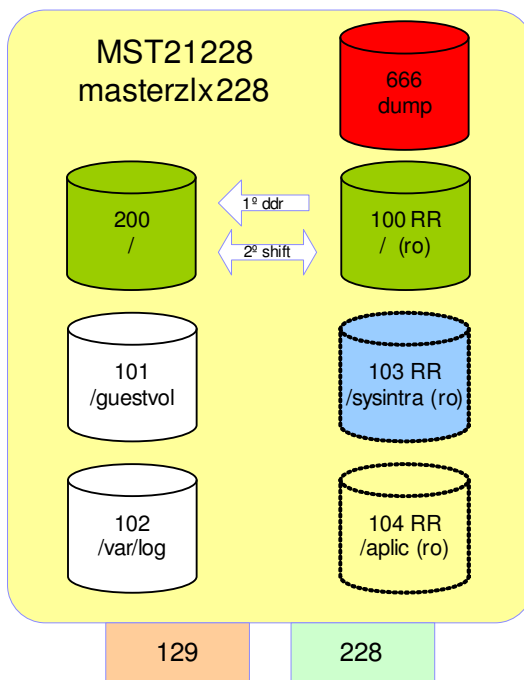 MST21228
masterzlx228
666
dump
200
/
1º ddr
2º shift
100 RR
/ (ro)
101
/guestvol
103 RR
/sysintra (ro)
102
/var/log
104 RR
/aplic (ro)
129
228